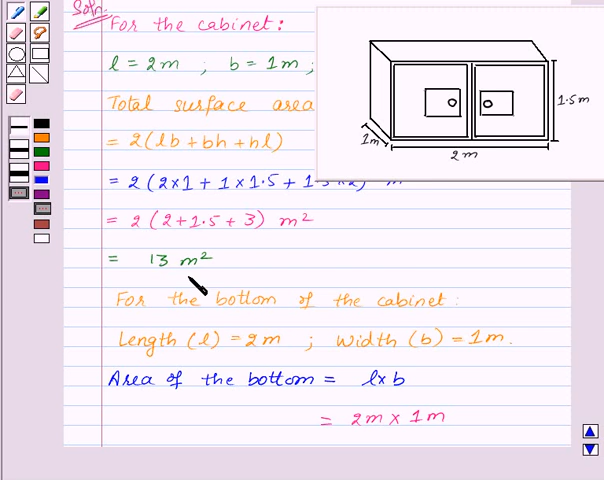 Soln.
For the cabinet:
l = 2m ; b = 1m ;
Total surface area
= 2(lb + bh + hl)
= 2 (2×1 + 1 × 1.5 +
= 2 (2+1.5 + 3) m²
= 13 m²
For the bottom of the cabinet:
Length (l) = 2m ; Width (b) = 1m.
Area of the bottom = l×b
= 2m × 1m
1.5m
1m
2m